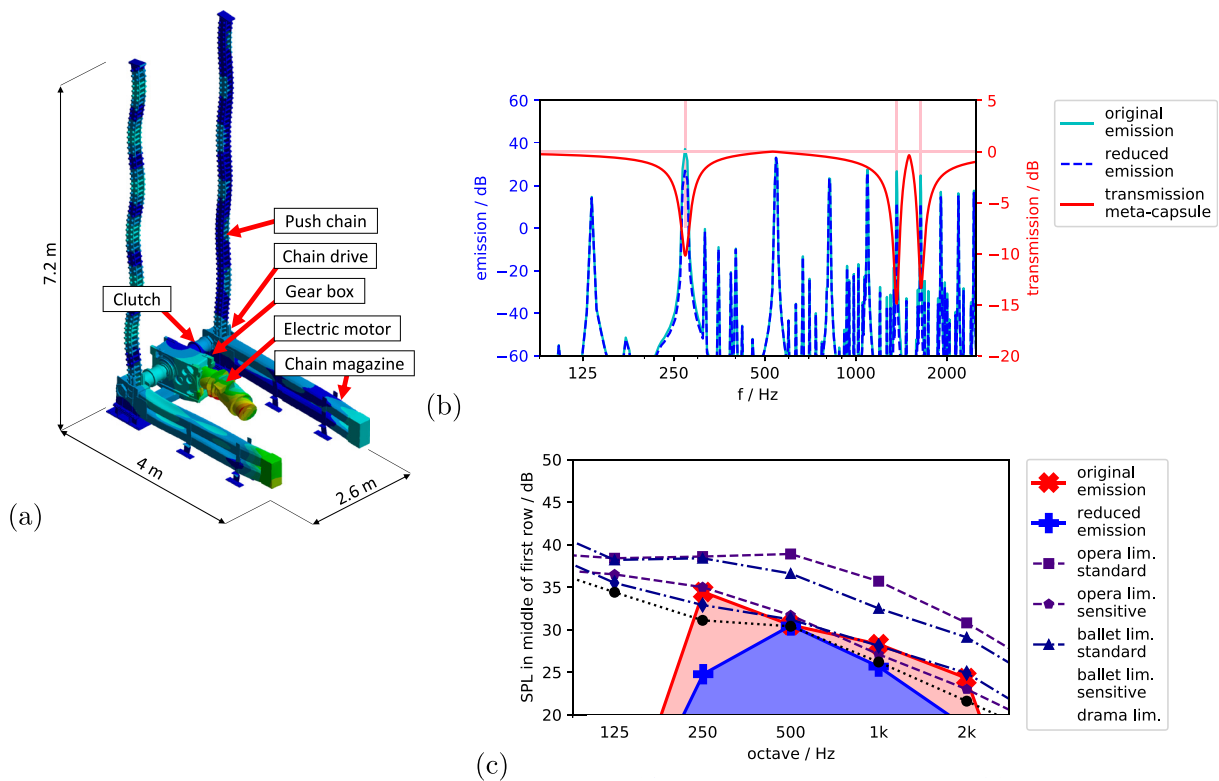 (a)
7.2 m
4 m
2.6 m
Push chain
Chain drive
Clutch
Gear box
Electric motor
Chain magazine
(b)
emission / dB
60
40
20
0
−20
−40
−60
125
250
500
1000
2000
f / Hz
5
0
−5
−10
−15
−20
transmission / dB
original
emission
reduced
emission
transmission
meta-capsule
(c)
SPL in middle of first row / dB
50
45
40
35
30
25
20
125
250
500
1k
2k
octave / Hz
original
emission
reduced
emission
opera lim.
standard
opera lim.
sensitive
ballet lim.
standard
ballet lim.
sensitive
drama lim.